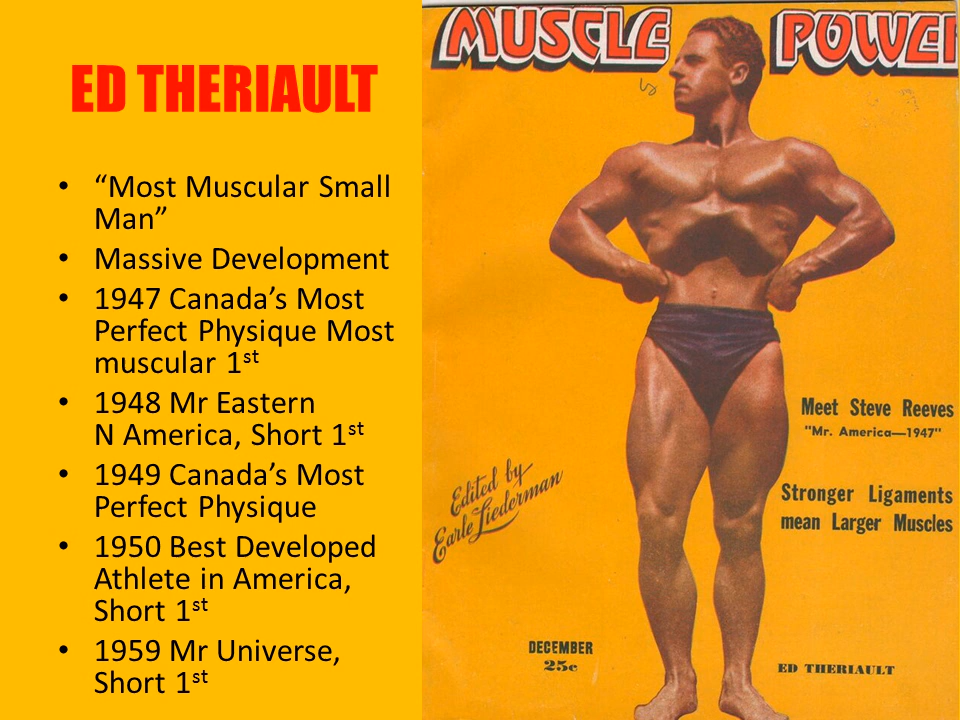 ED THERIAULT
• “Most Muscular Small
Man”
• Massive Development
• 1947 Canada’s Most
Perfect Physique Most
muscular 1st
• 1948 Mr Eastern
N America, Short 1st
• 1949 Canada’s Most
Perfect Physique
• 1950 Best Developed
Athlete in America,
Short 1st
• 1959 Mr Universe,
Short 1st
MUSCLE POWER
Meet Steve Reeves
"Mr. America—1947"
Stronger Ligaments
mean Larger Muscles
Edited by
Earle Liederman
DECEMBER
25c
ED THERIAULT